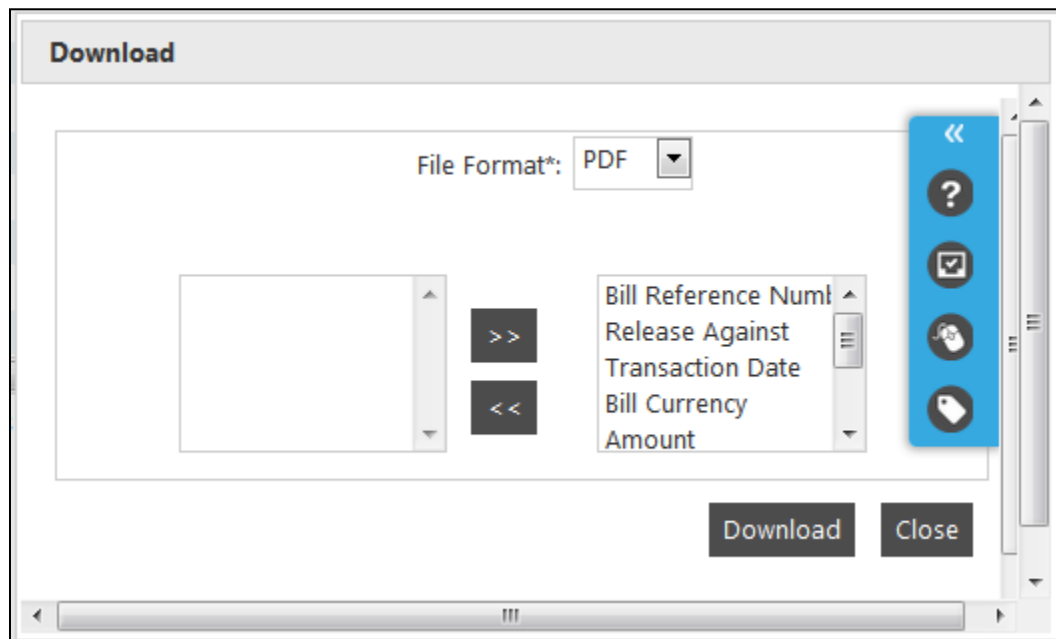 Download
File Format*: PDF
>>
<<
Bill Reference Numb
Release Against
Transaction Date
Bill Currency
Amount
Download Close